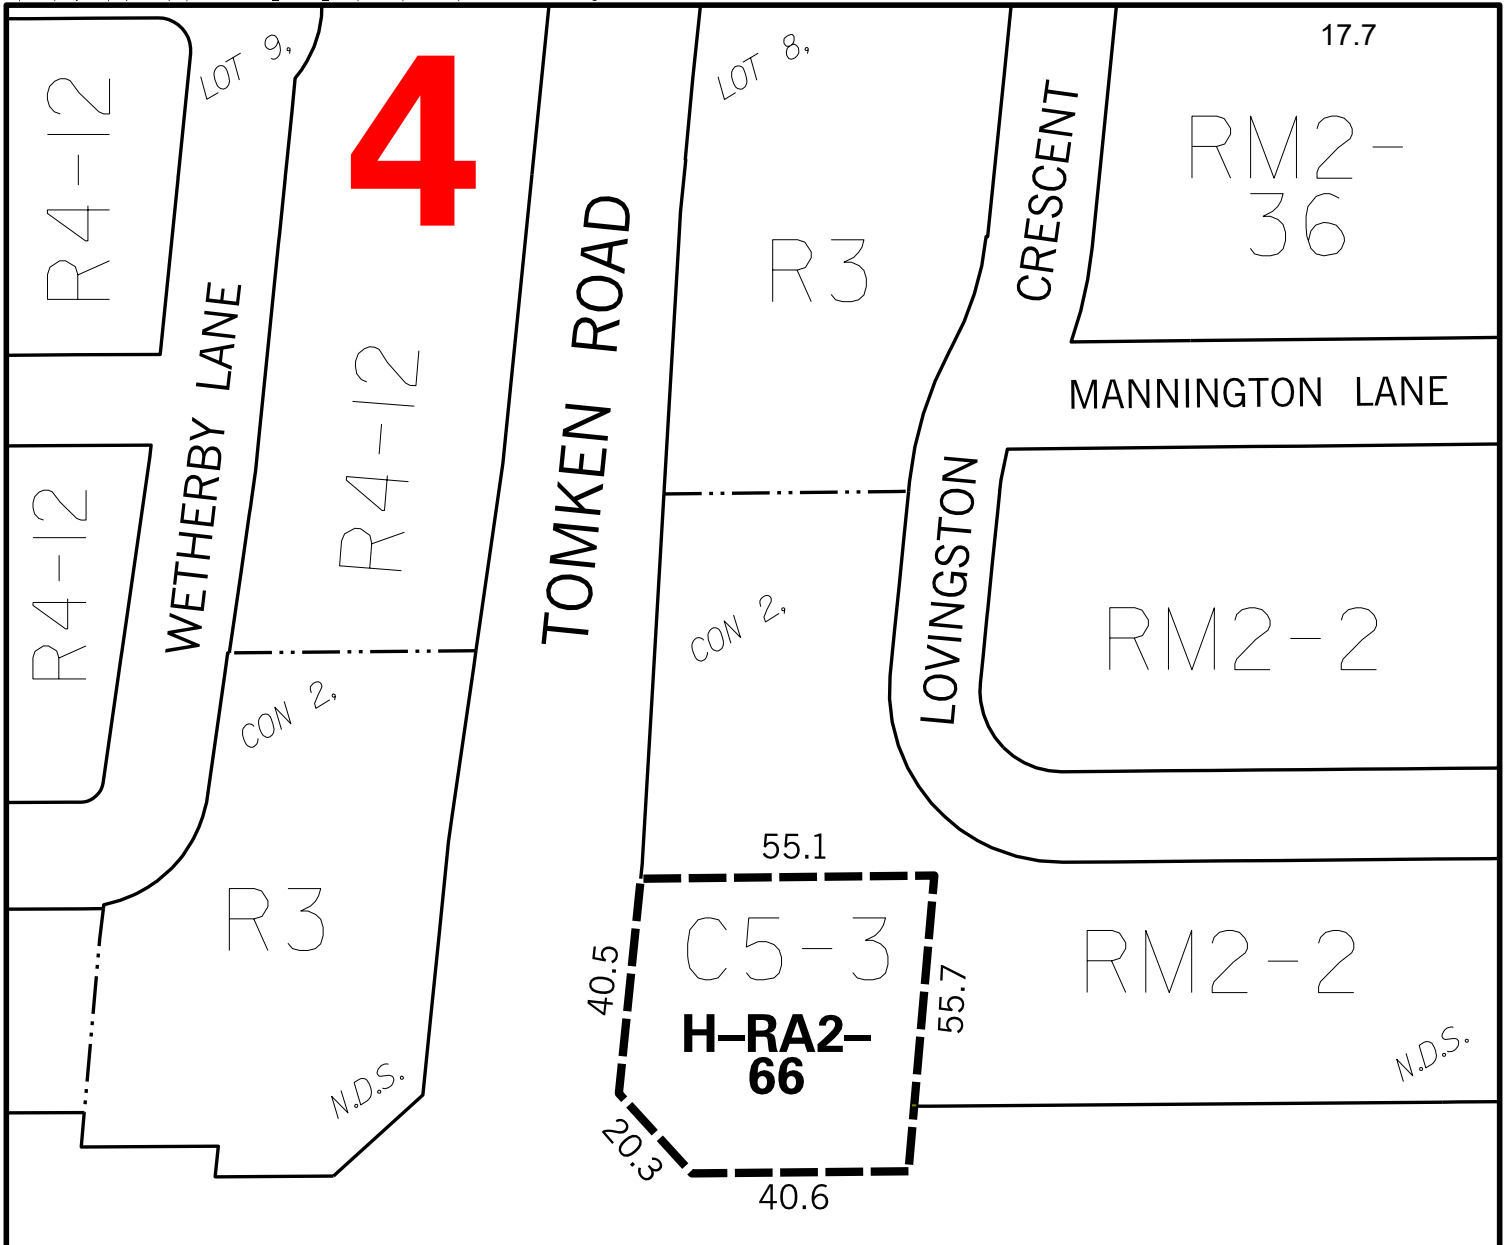 17.7
LOT 9,
4
LOT 8,
R4-12
RM2-
36
CRESCENT
R3
TOMKEN ROAD
WETHERBY LANE
R4-12
MANNINGTON LANE
R4-12
LOVINGSTON
CON 2,
RM2-2
CON 2,
55.1
R3
C5-3
40.5
55.7
RM2-2
H-RA2-
66
N.D.S.
N.D.S.
20.3
40.6